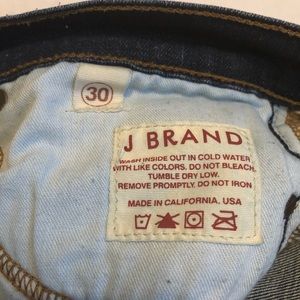 30
J BRAND
WASH INSIDE OUT IN COLD WATER
WITH LIKE COLORS. DO NOT BLEACH.
TUMBLE DRY LOW.
REMOVE PROMPTLY. DO NOT IRON
MADE IN CALIFORNIA. USA